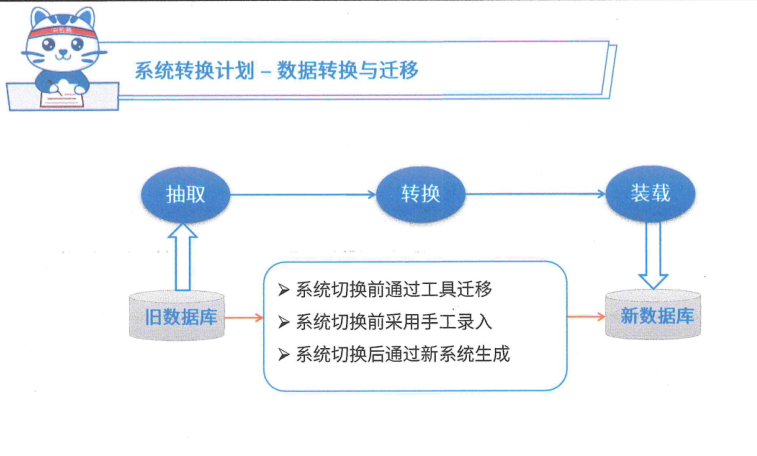 系统转换计划 – 数据转换与迁移
抽取
转换
装载
旧数据库
➢ 系统切换前通过工具迁移
➢ 系统切换前采用手工录入
➢ 系统切换后通过新系统生成
新数据库